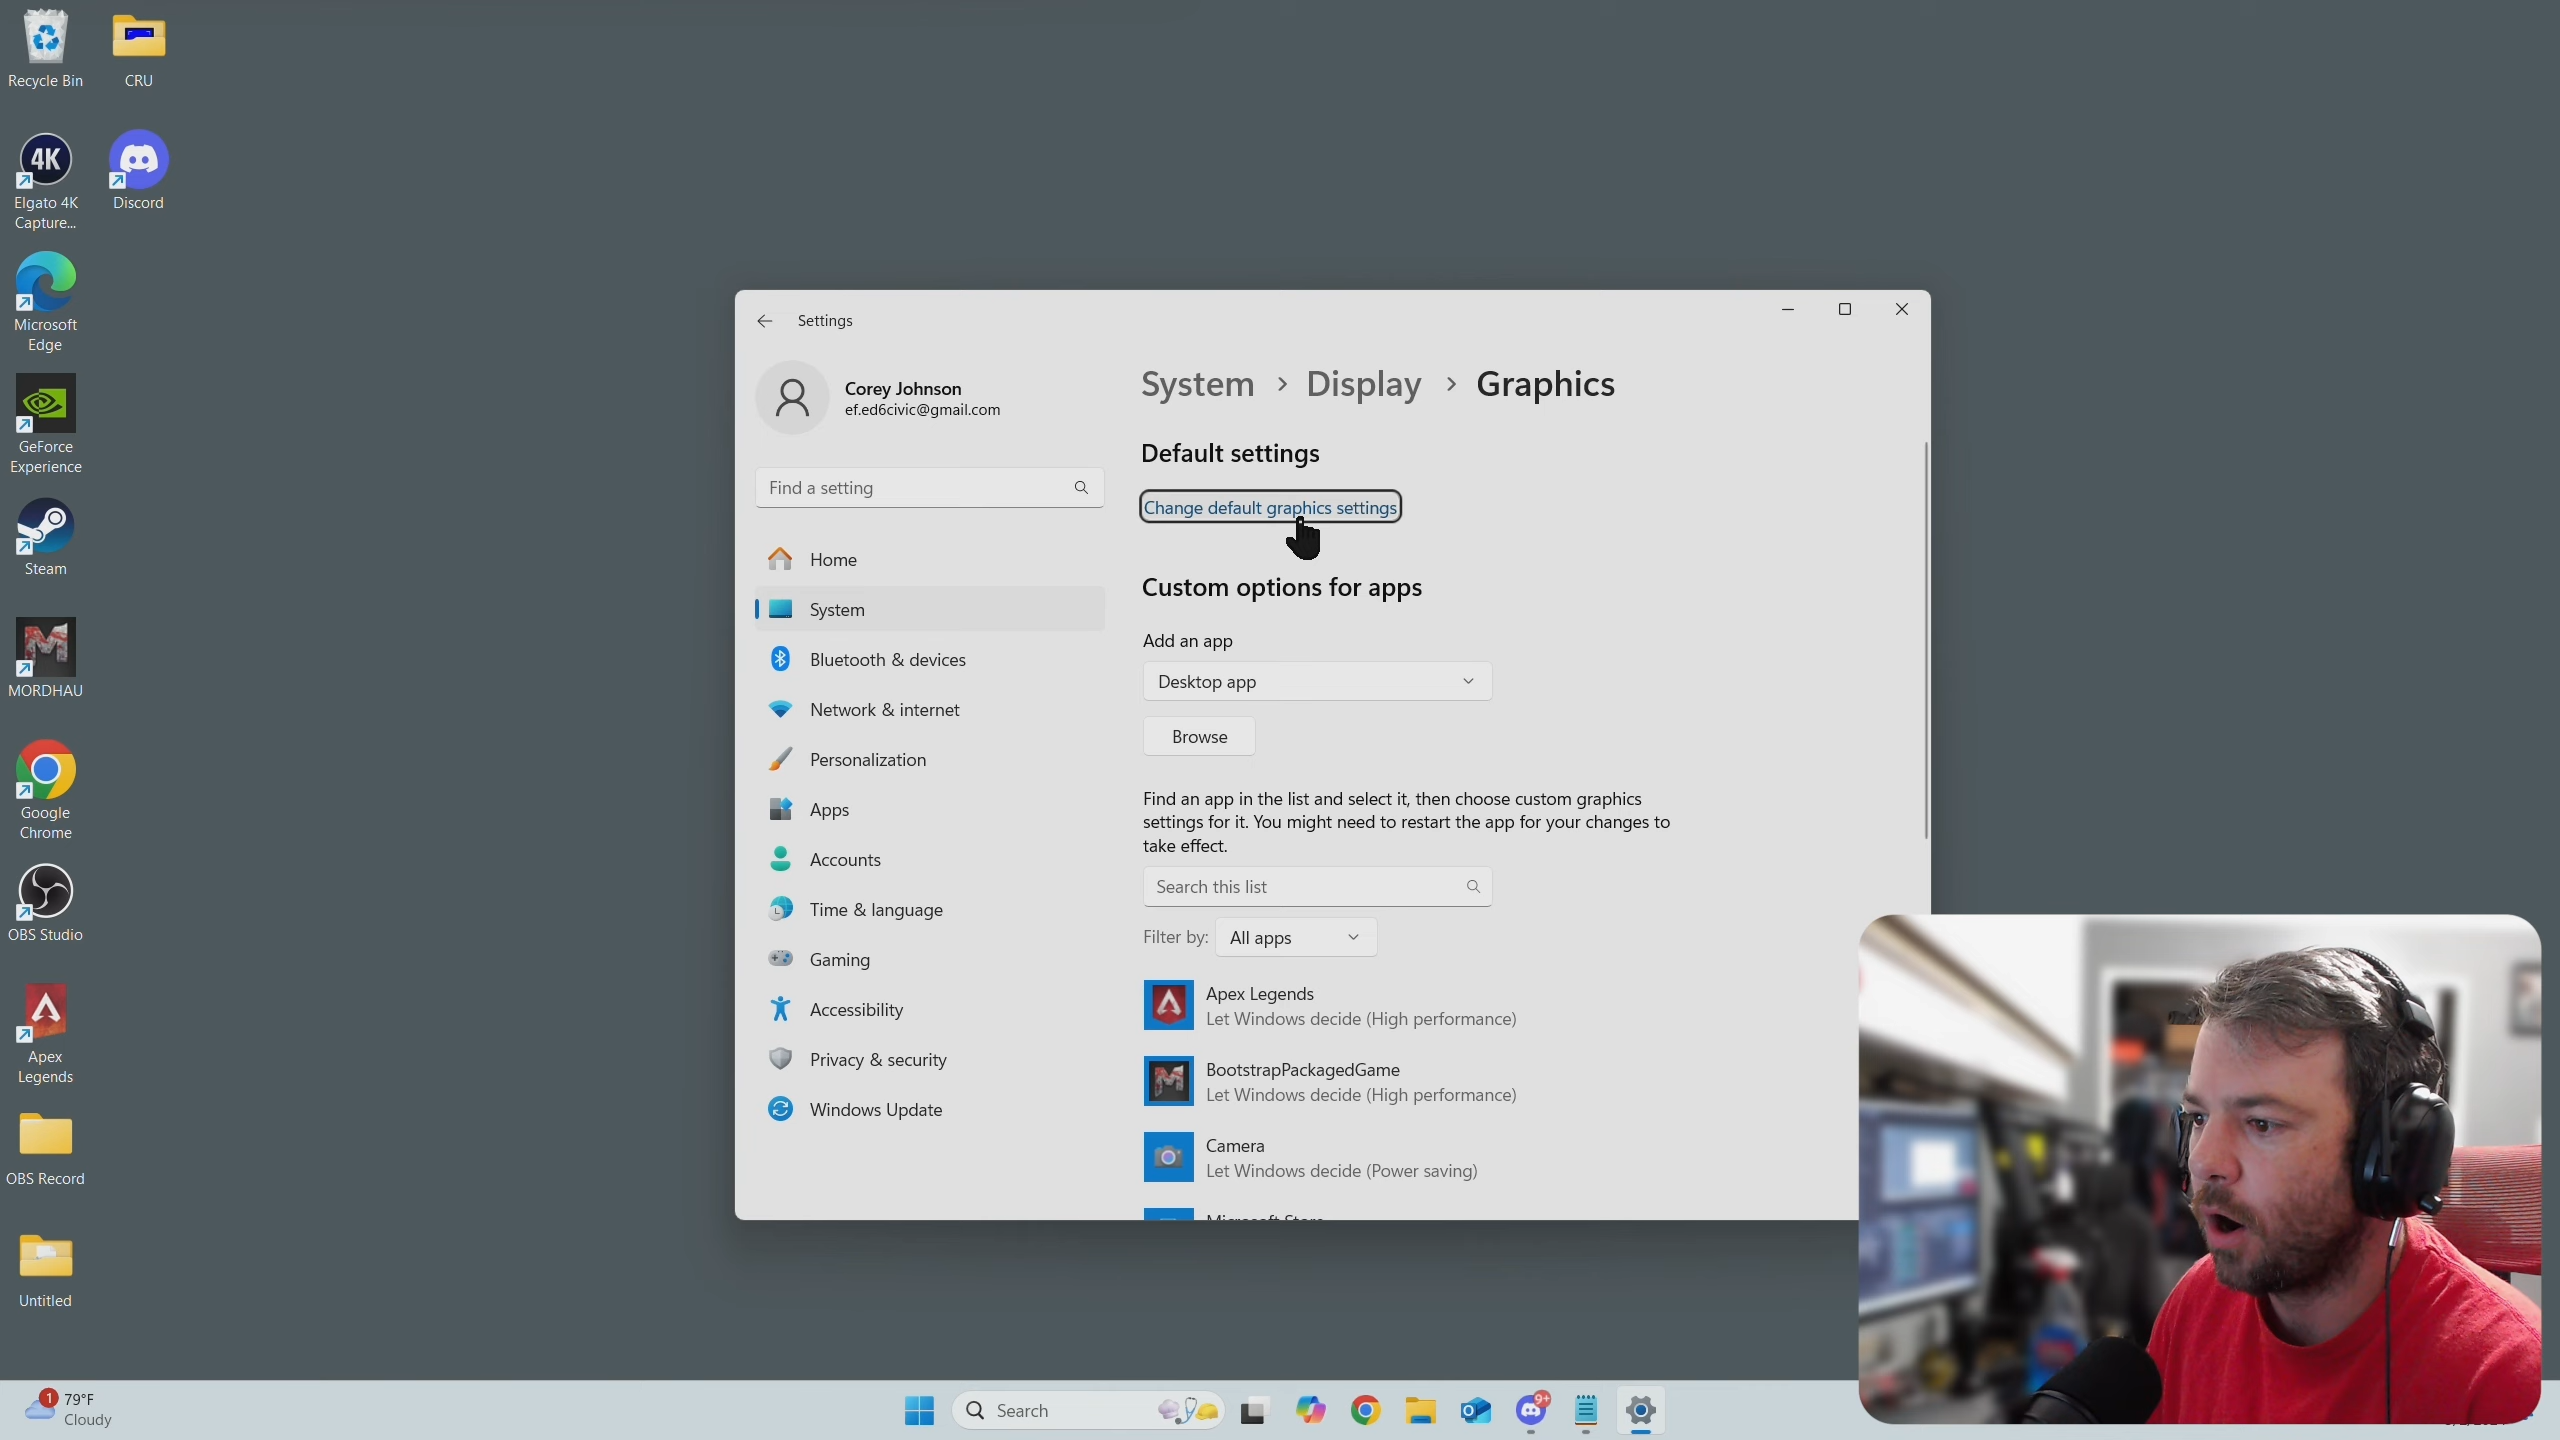 Recycle Bin
CRU
4K
Elgato 4K
Capture...
Discord
Microsoft
Edge
GeForce
Experience
Steam
MORDHAU
Google
Chrome
OBS Studio
Apex
Legends
OBS Record
Untitled
Settings
Corey Johnson
ef.ed6civic@gmail.com
Find a setting
Home
System
Bluetooth & devices
Network & internet
Personalization
Apps
Accounts
Time & language
Gaming
Accessibility
Privacy & security
Windows Update
System > Display > Graphics
Default settings
Change default graphics settings
Custom options for apps
Add an app
Desktop app
Browse
Find an app in the list and select it, then choose custom graphics
settings for it. You might need to restart the app for your changes to
take effect.
Search this list
Filter by: All apps
Apex Legends
Let Windows decide (High performance)
BootstrapPackagedGame
Let Windows decide (High performance)
Camera
Let Windows decide (Power saving)
Microsoft Store
1
79°F
Cloudy
Search
9+